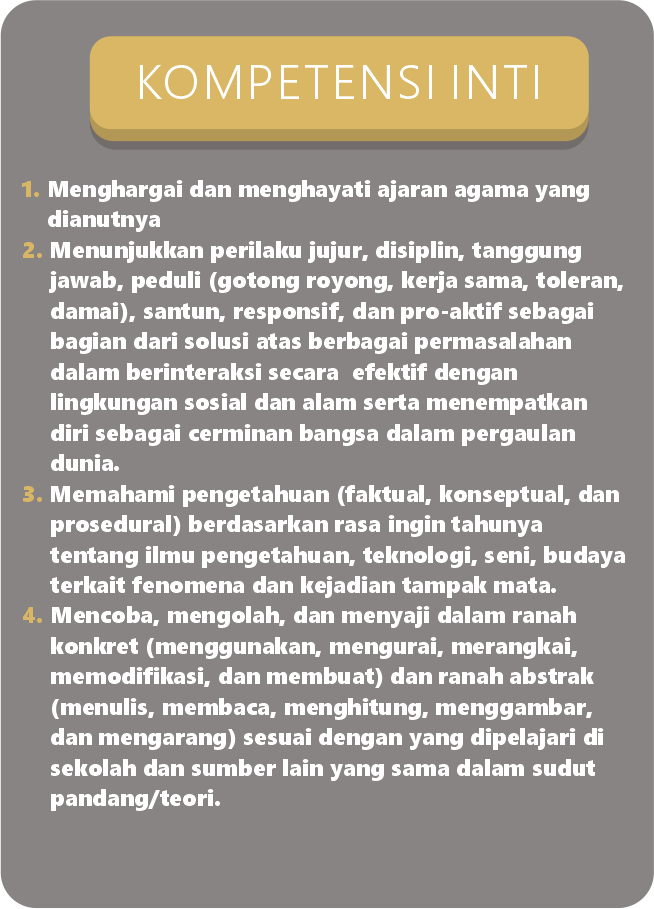 KOMPETENSI INTI
1. Menghargai dan menghayati ajaran agama yang
dianutnya
2. Menunjukkan perilaku jujur, disiplin, tanggung
jawab, peduli (gotong royong, kerja sama, toleran,
damai), santun, responsif, dan pro-aktif sebagai
bagian dari solusi atas berbagai permasalahan
dalam berinteraksi secara  efektif dengan
lingkungan sosial dan alam serta menempatkan
diri sebagai cerminan bangsa dalam pergaulan
dunia.
3. Memahami pengetahuan (faktual, konseptual, dan
prosedural) berdasarkan rasa ingin tahunya
tentang ilmu pengetahuan, teknologi, seni, budaya
terkait fenomena dan kejadian tampak mata.
4. Mencoba, mengolah, dan menyaji dalam ranah
konkret (menggunakan, mengurai, merangkai,
memodifikasi, dan membuat) dan ranah abstrak
(menulis, membaca, menghitung, menggambar,
dan mengarang) sesuai dengan yang dipelajari di
sekolah dan sumber lain yang sama dalam sudut
pandang/teori.